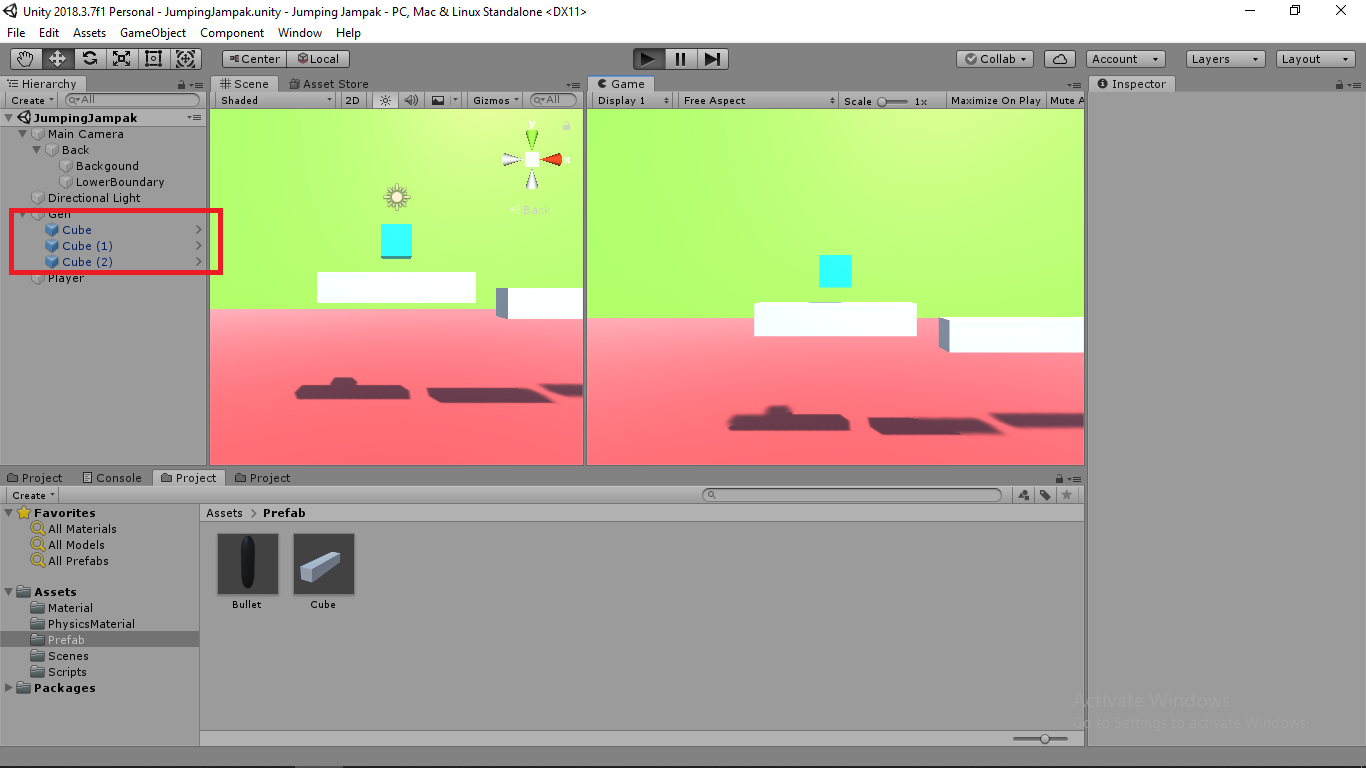 Unity 2018.3.7f1 Personal - JumpingJampak.unity - Jumping Jampak - PC, Mac & Linux Standalone <DX11>
File Edit Assets GameObject Component Window Help
Center Local Collab Account Layers Layout
Hierarchy Scene Asset Store Game Inspector
Create All Shaded 2D Gizmos All Display 1 Free Aspect Scale 1x Maximize On Play Mute A
JumpingJampak
Main Camera
Back
Backgound
LowerBoundary
Directional Light
Gen
Cube
Cube (1)
Cube (2)
Player
y
x
Back
Project Console Project Project
Create
Favorites
All Materials
All Models
All Prefabs
Assets
Material
PhysicsMaterial
Prefab
Scenes
Scripts
Packages
Assets > Prefab
Bullet Cube
Activate Windows
Go to Settings to activate Windows.